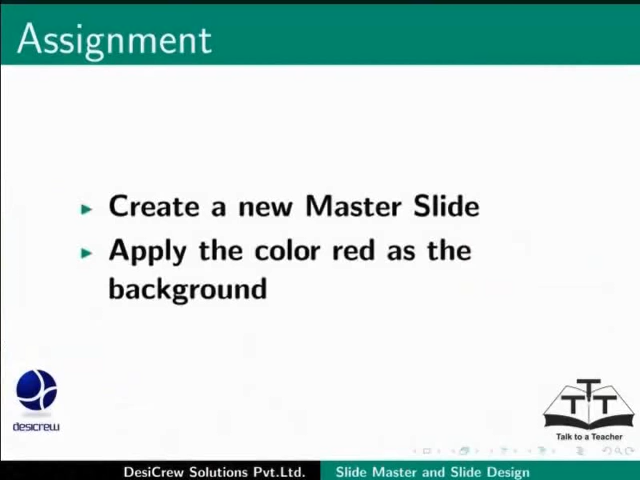 Assignment
Create a new Master Slide
Apply the color red as the
background
desicrew
TTT
Talk to a Teacher
DesiCrew Solutions Pvt.Ltd. Slide Master and Slide Design